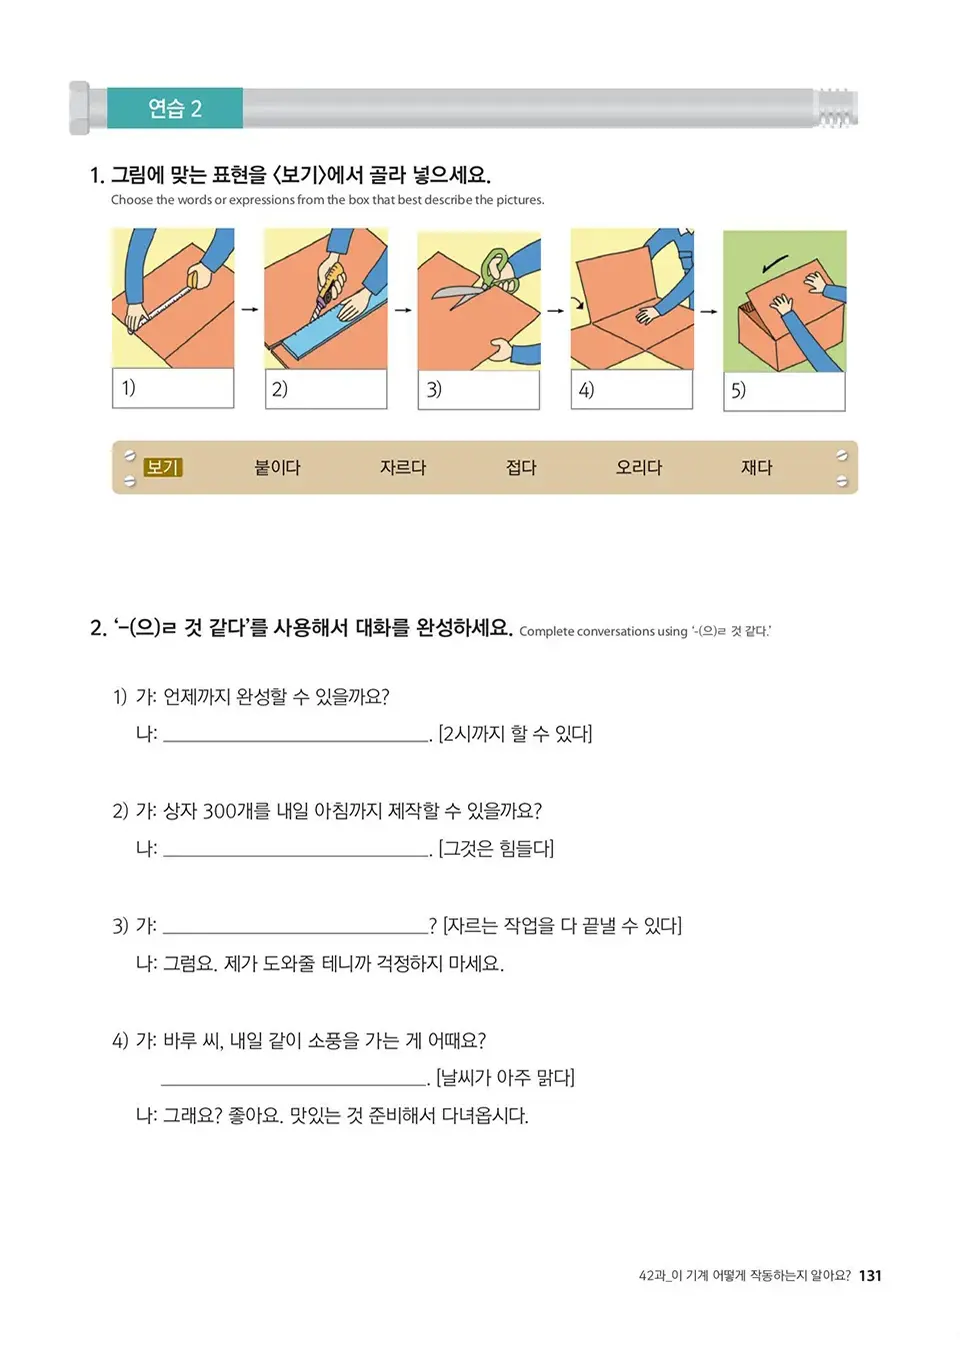 연습 2
1. 그림에 맞는 표현을 〈보기〉에서 골라 넣으세요.
Choose the words or expressions from the box that best describe the pictures.
1) 2) 3) 4) 5)
보기 붙이다 자르다 접다 오리다 재다
2. ‘-(으)ㄹ 것 같다’를 사용해서 대화를 완성하세요. Complete conversations using ‘-(으)ㄹ 것 같다.’
1) 가: 언제까지 완성할 수 있을까요?
나: ______________________. [2시까지 할 수 있다]
2) 가: 상자 300개를 내일 아침까지 제작할 수 있을까요?
나: ______________________. [그것은 힘들다]
3) 가: ______________________? [자르는 작업을 다 끝낼 수 있다]
나: 그럼요. 제가 도와줄 테니까 걱정하지 마세요.
4) 가: 바루 씨, 내일 같이 소풍을 가는 게 어때요?
______________________. [날씨가 아주 맑다]
나: 그래요? 좋아요. 맛있는 것 준비해서 다녀옵시다.
42과_이 기계 어떻게 작동하는지 알아요? 131